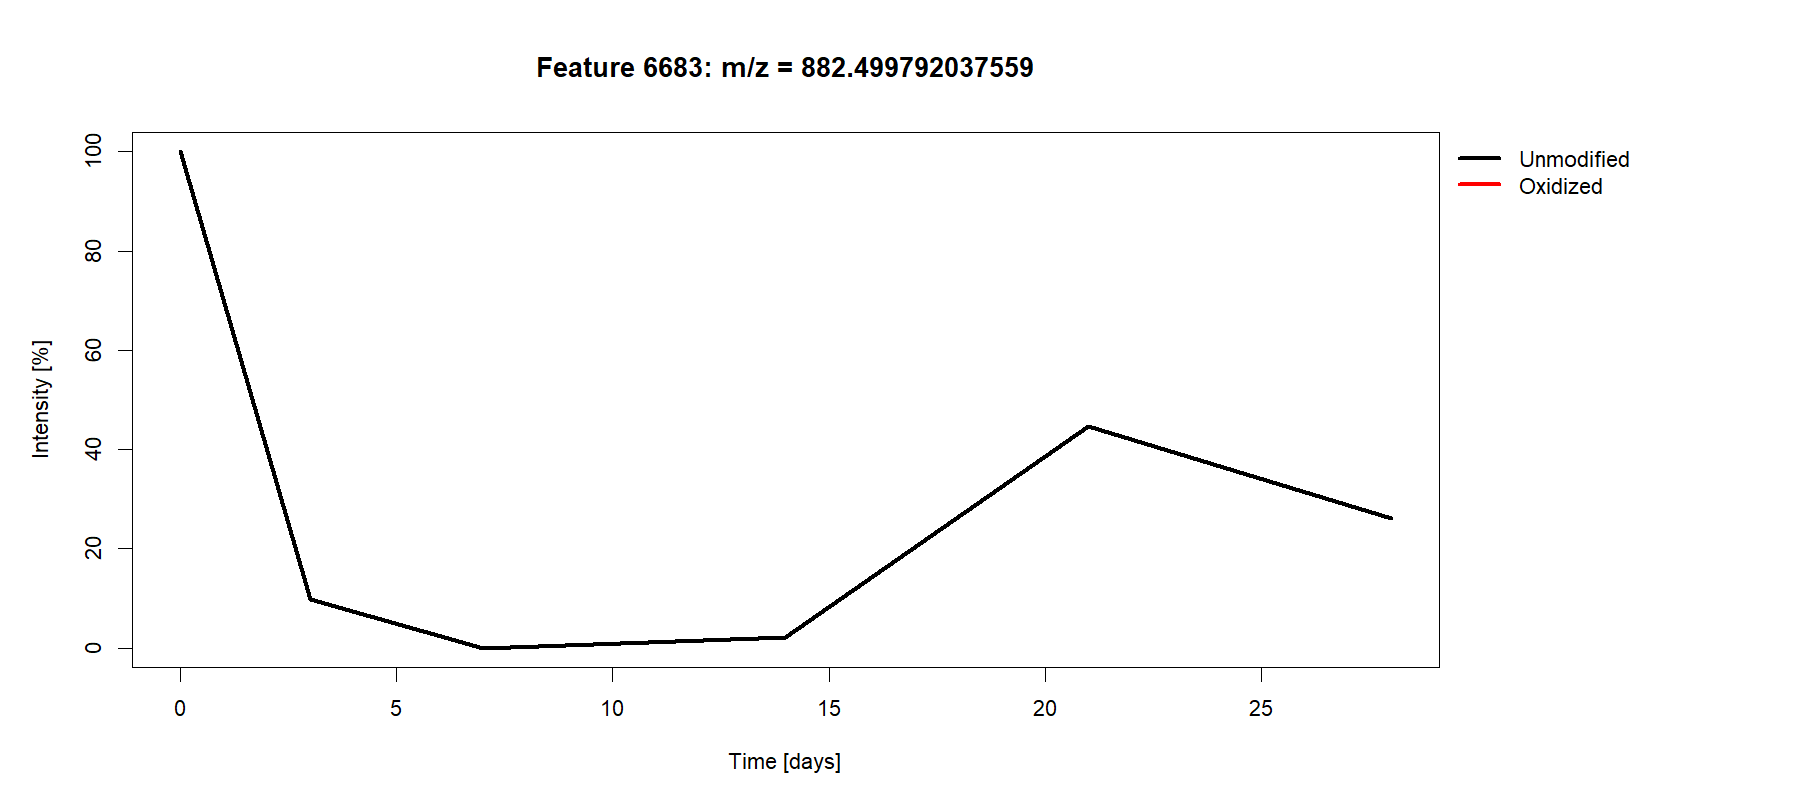 Feature 6683: m/z = 882.499792037559
Unmodified
Oxidized
Intensity [%]
100
80
60
40
20
0
0 5 10 15 20 25
Time [days]